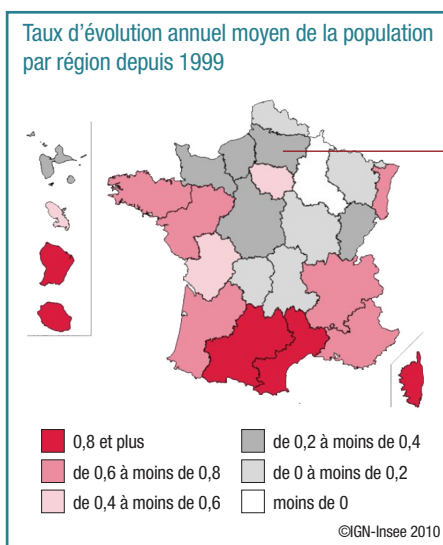 Taux d'évolution annuel moyen de la population
par région depuis 1999
0,8 et plus
de 0,6 à moins de 0,8
de 0,4 à moins de 0,6
de 0,2 à moins de 0,4
de 0 à moins de 0,2
moins de 0
©IGN-Insee 2010